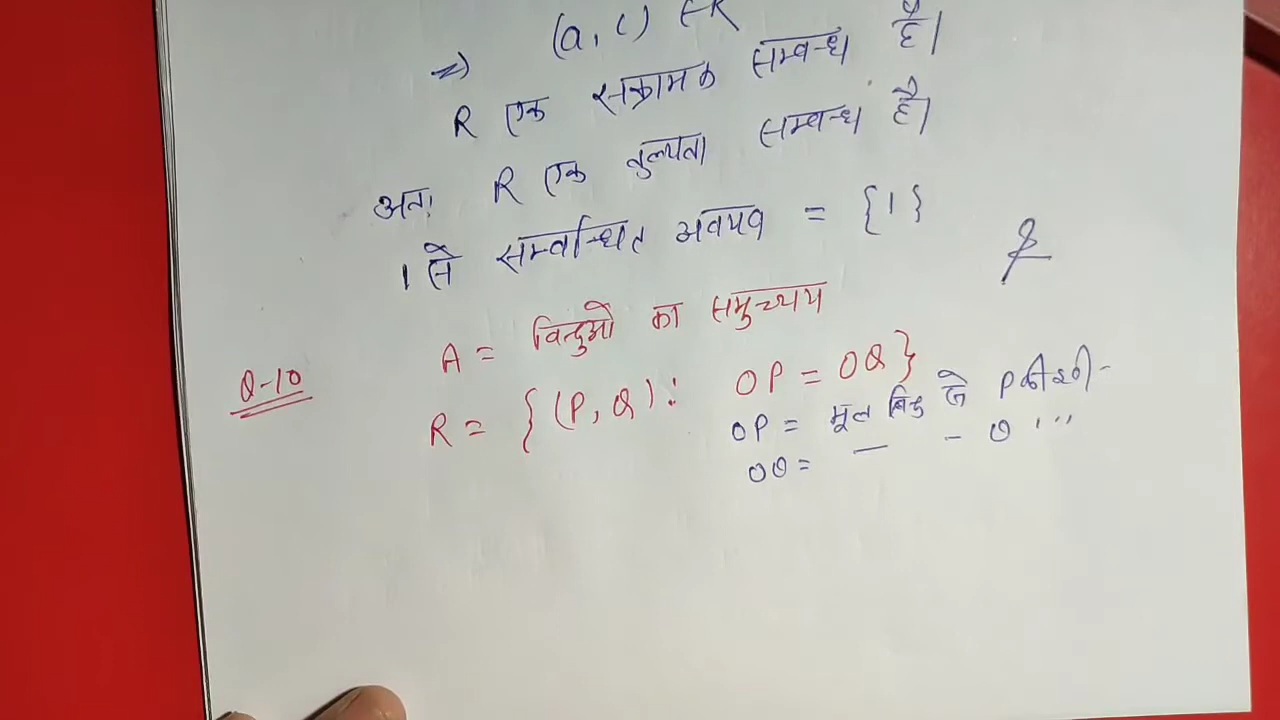 ⇒ (a, c) ∈ R
R एक सक्रामक सम्बन्ध है।
अतः R एक तुल्यता सम्बन्ध है।
1 से सम्बन्धित अवयव = {1}
Q-10 A = विन्दुओ का समुच्चय
R = {(P, Q) : OP = OQ}
OP = मूल बिन्दु से P की दूरी-
OQ = — - Q ...